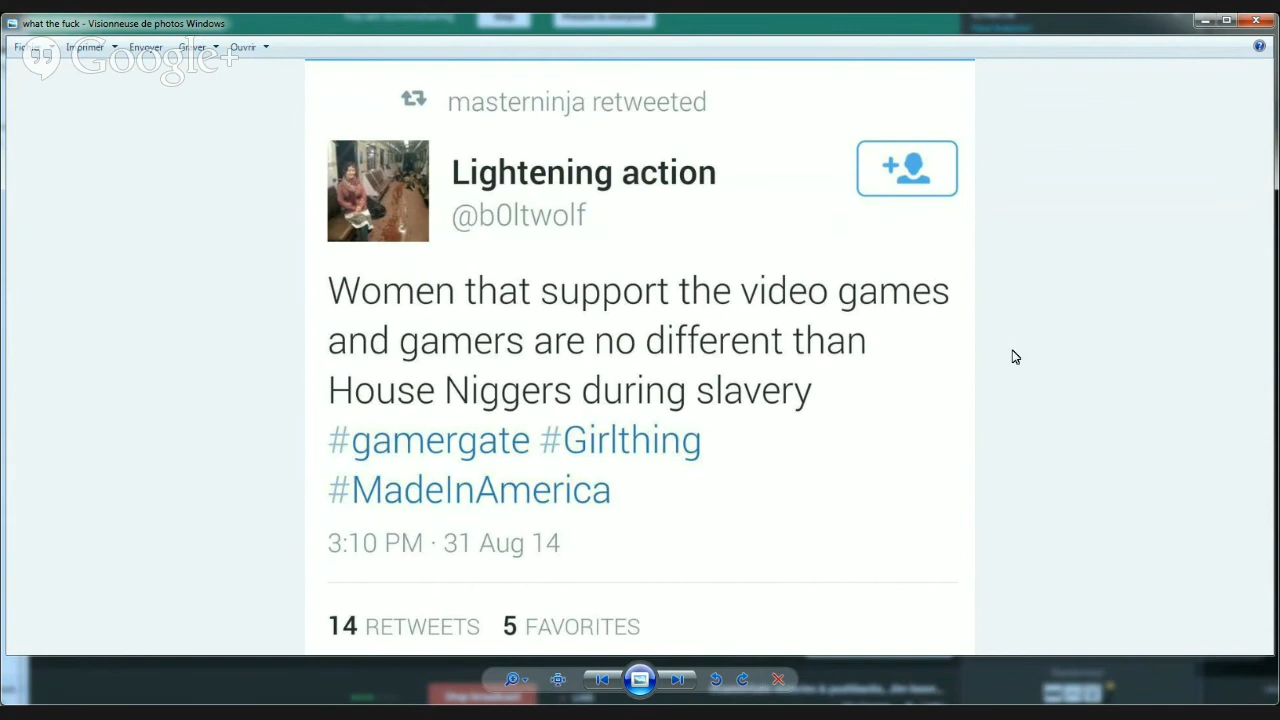 what the fuck - Visionneuse de photos Windows
Imprimer Envoyer Graver Ouvrir
Google+
masterninja retweeted
Lightening action
@b0ltwolf
Women that support the video games
and gamers are no different than
House Niggers during slavery
#gamergate #Girlthing
#MadeInAmerica
3:10 PM · 31 Aug 14
14 RETWEETS 5 FAVORITES